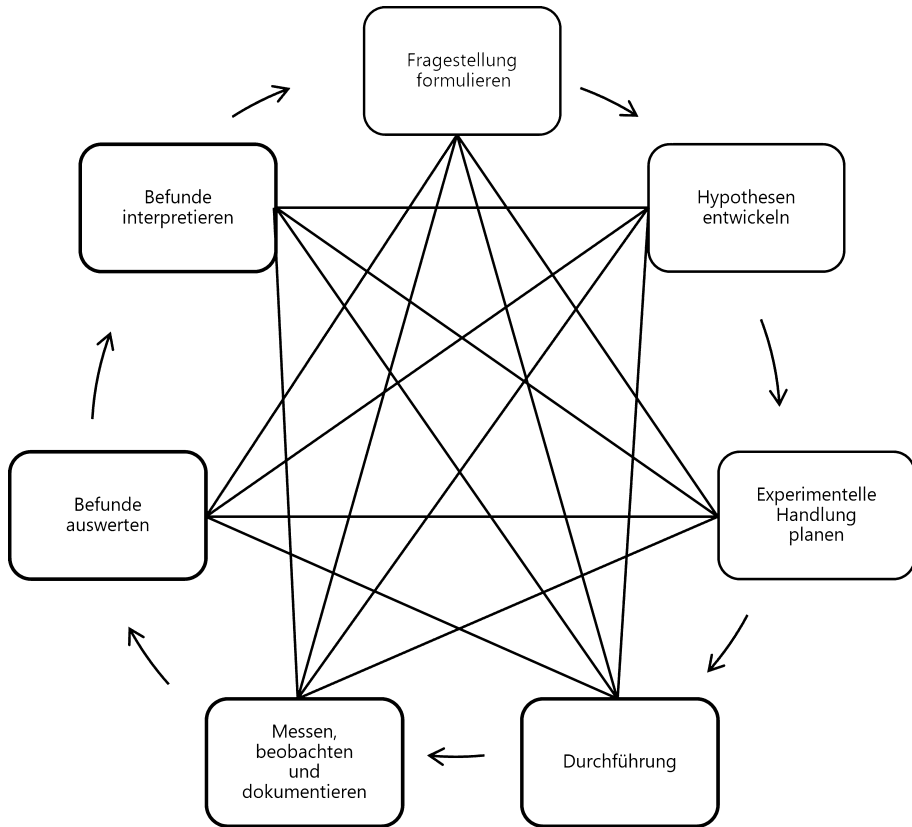 Fragestellung
formulieren
Hypothesen
entwickeln
Experimentelle
Handlung
planen
Durchführung
Messen,
beobachten
und
dokumentieren
Befunde
auswerten
Befunde
interpretieren